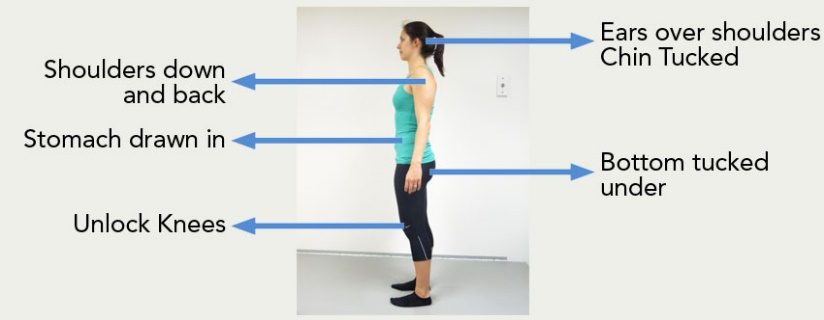 Ears over shoulders
Chin Tucked
Shoulders down
and back
Stomach drawn in
Bottom tucked
under
Unlock Knees